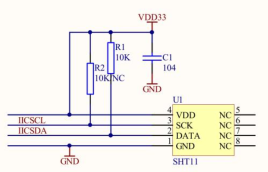 VDD33
R1
10K
R2
10K
NC
C1
104
GND
U1
IICSCL
IICSDA
4 VDD NC 5
3 SCK NC 6
2 DATA NC 7
1 GND NC 8
GND
SHT11